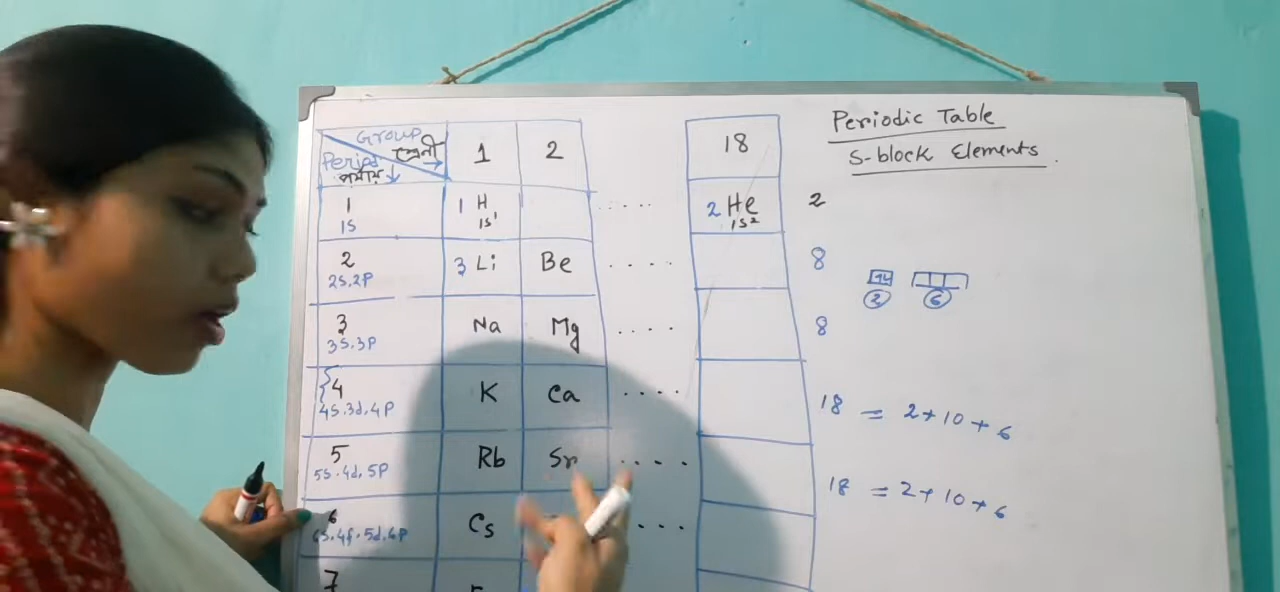 Periodic Table
S-block Elements.
Group
শ্রেণী →
Period
পর্যায় ↓
1 2 18
1 1 H 2 He 2
1s 1s¹ 1s²
2 3 Li Be .... 8
2s.2p
14
2 6
3 Na Mg .... 8
3s.3p
4 K Ca .... 18 = 2+10+6
4s.3d.4p
5 Rb Sr .... 18 = 2+10+6
5s.4d.5p
6 Cs ...
6s.4f.5d.6p
7